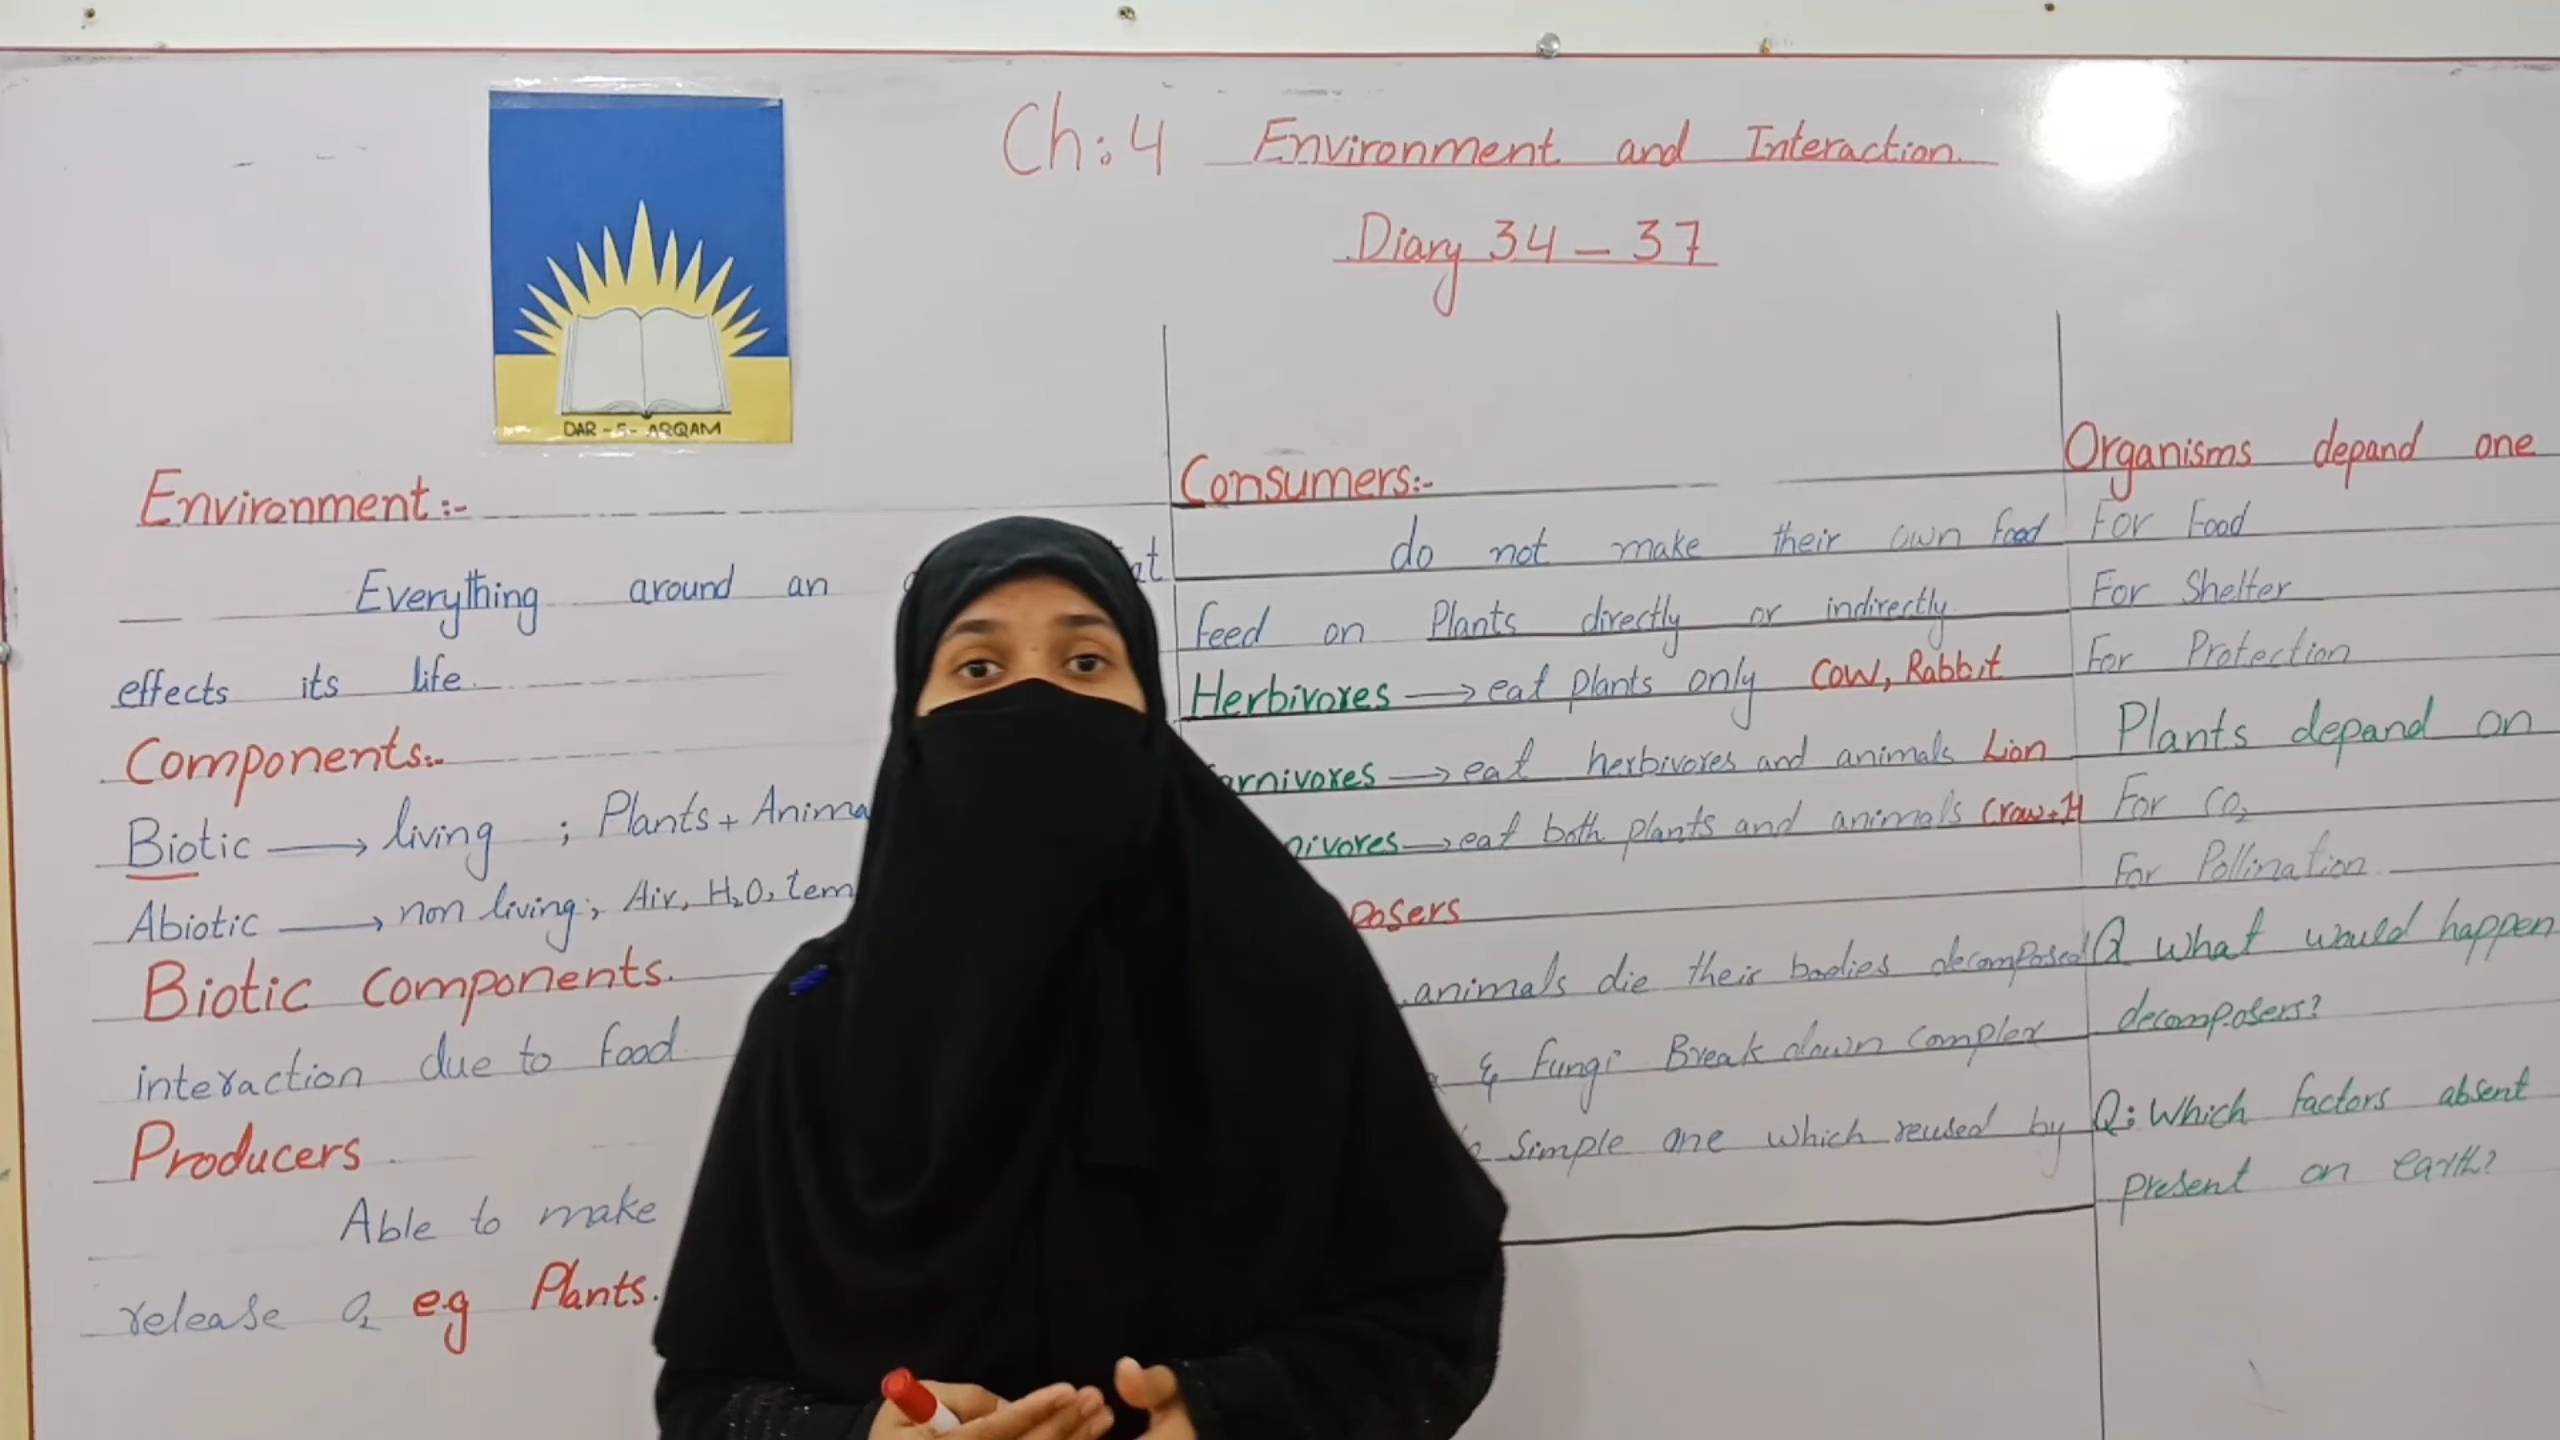 Ch:4 Environment and Interaction.
Diary 34 - 37
DAR-E-ARQAM
Environment:-
Everything around an
effects its life.
Components:-
Biotic → living ; Plants + Anima
Abiotic → non living; Air, H₂O, tem
Biotic Components.
interaction due to food
Producers
Able to make
release O₂ eg Plants.
Consumers:-
do not make their own food
feed on Plants directly or indirectly
Herbivores → eat plants only Cow, Rabbit
rnivores → eat herbivores and animals Lion
nivores → eat both plants and animals Crow+H
posers
animals die their bodies decomposed
& fungi Break down complex
Simple one which reused by
Organisms depand one
For Food
For Shelter
For Protection
Plants depand on
For CO₂
For Pollination
Q what would happen
decomposers?
Q: Which factors absent
present on earth?